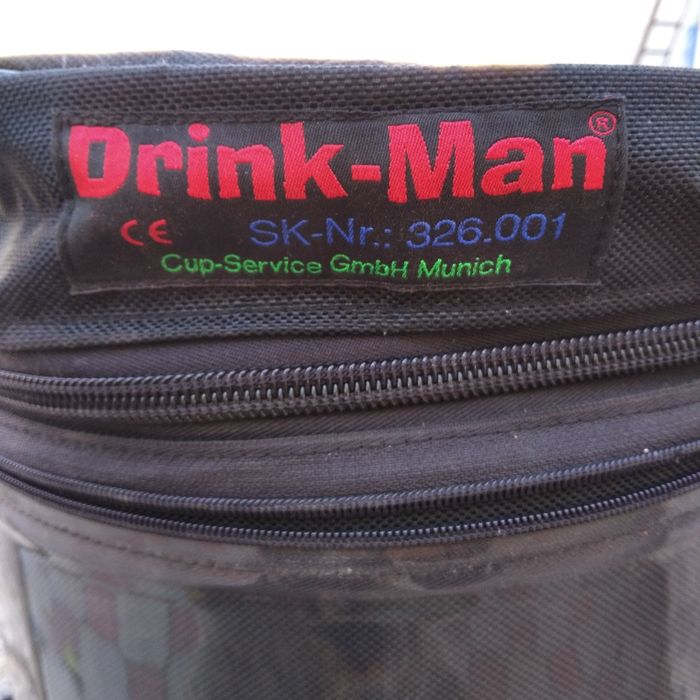 Drink-Man®
CE SK-Nr.: 326.001
Cup-Service GmbH Munich